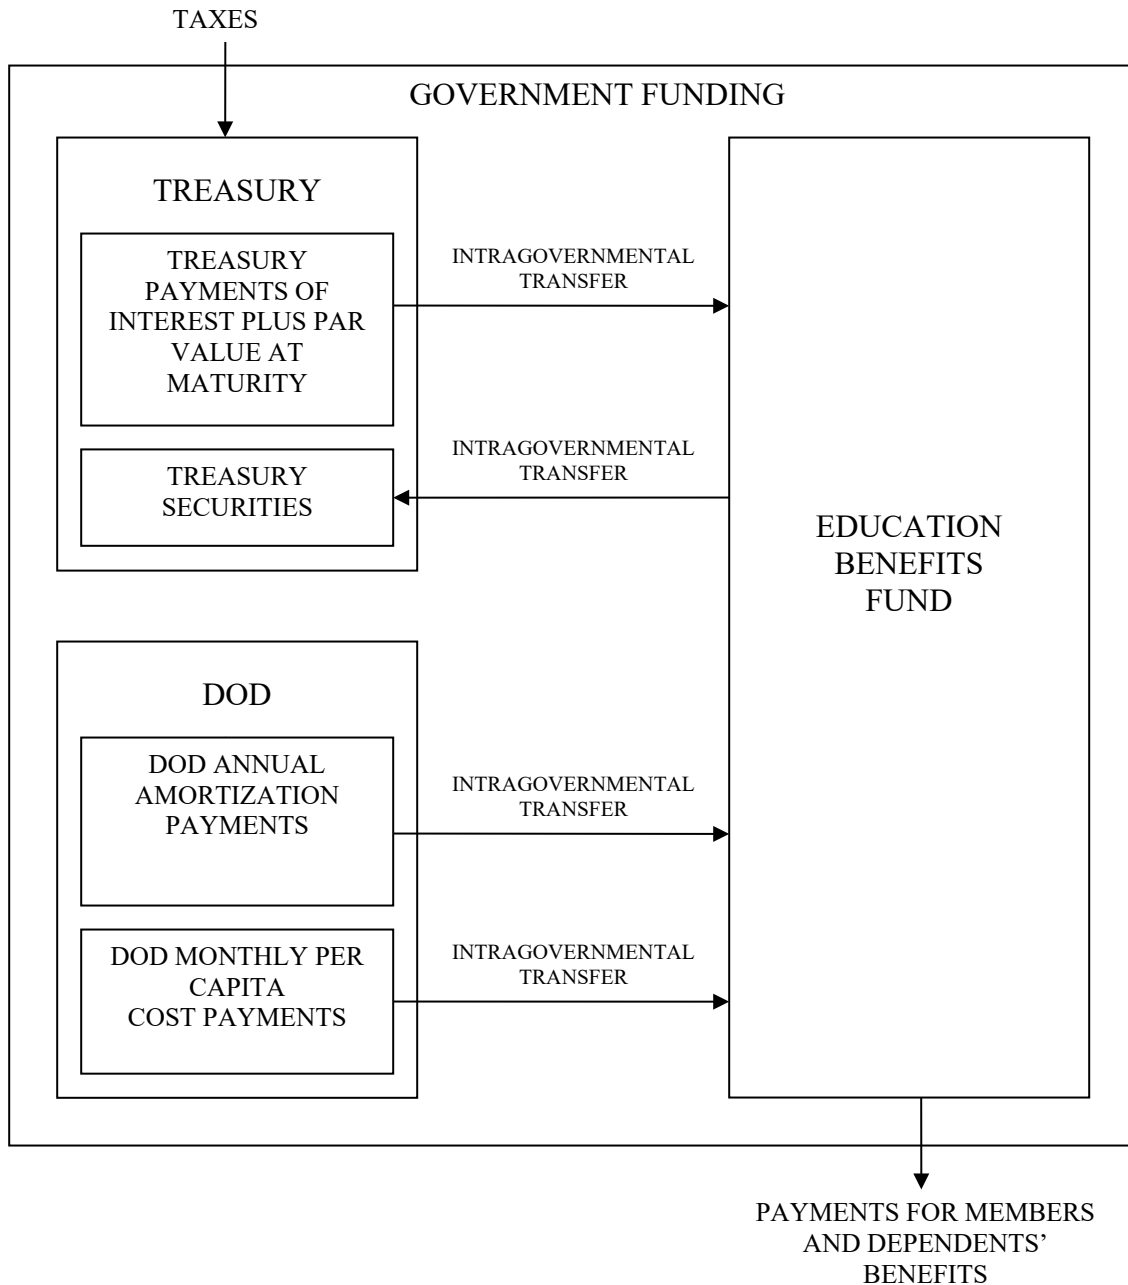 TAXES
GOVERNMENT FUNDING
TREASURY
TREASURY
PAYMENTS OF
INTEREST PLUS PAR
VALUE AT
MATURITY
INTRAGOVERNMENTAL
TRANSFER
TREASURY
SECURITIES
INTRAGOVERNMENTAL
TRANSFER
EDUCATION
BENEFITS
FUND
DOD
DOD ANNUAL
AMORTIZATION
PAYMENTS
INTRAGOVERNMENTAL
TRANSFER
DOD MONTHLY PER
CAPITA
COST PAYMENTS
INTRAGOVERNMENTAL
TRANSFER
PAYMENTS FOR MEMBERS
AND DEPENDENTS’
BENEFITS